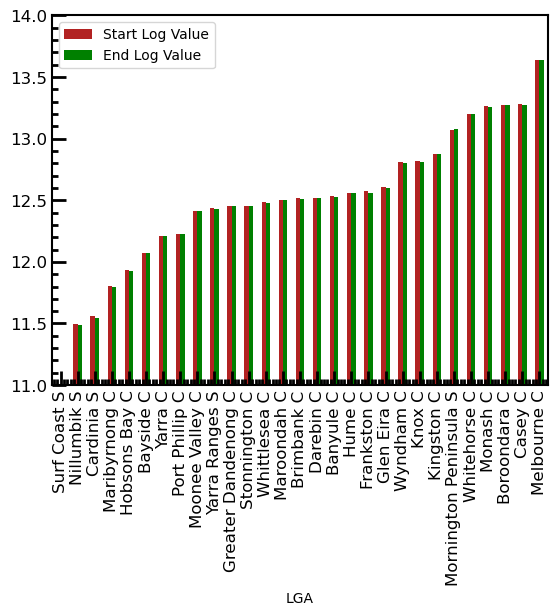 14.0
13.5
13.0
12.5
12.0
11.5
11.0
Start Log Value
End Log Value
Surf Coast S
Nillumbik S
Cardinia S
Maribyrnong C
Hobsons Bay C
Bayside C
Yarra C
Port Phillip C
Moonee Valley C
Yarra Ranges S
Greater Dandenong C
Stonnington C
Whittlesea C
Maroondah C
Brimbank C
Darebin C
Banyule C
Hume C
Frankston C
Glen Eira C
Wyndham C
Knox C
Kingston C
Mornington Peninsula S
Whitehorse C
Monash C
Boroondara C
Casey C
Melbourne C
LGA